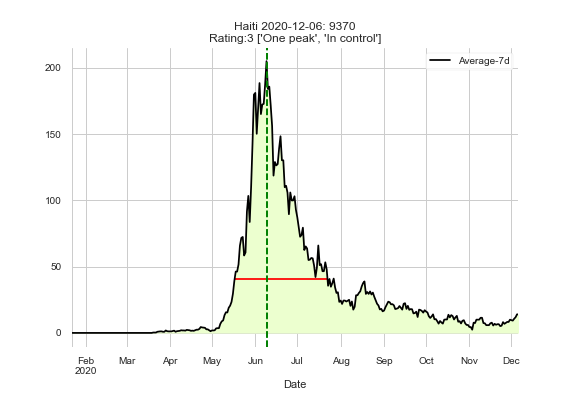 Haiti 2020-12-06: 9370
Rating:3 ['One peak', 'In control']
Average-7d
200
150
100
50
0
Feb Mar Apr May Jun Jul Aug Sep Oct Nov Dec
2020
Date